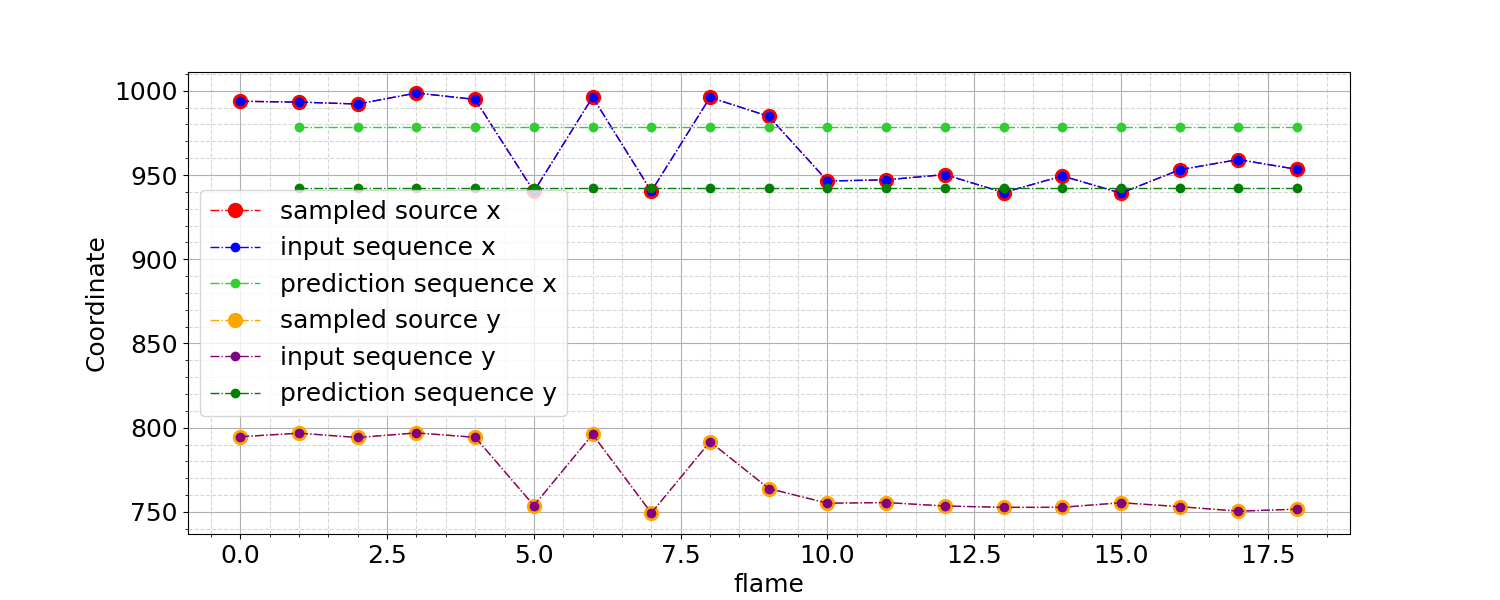 1000
950
900
850
800
750
Coordinate
sampled source x
input sequence x
prediction sequence x
sampled source y
input sequence y
prediction sequence y
0.0 2.5 5.0 7.5 10.0 12.5 15.0 17.5
flame